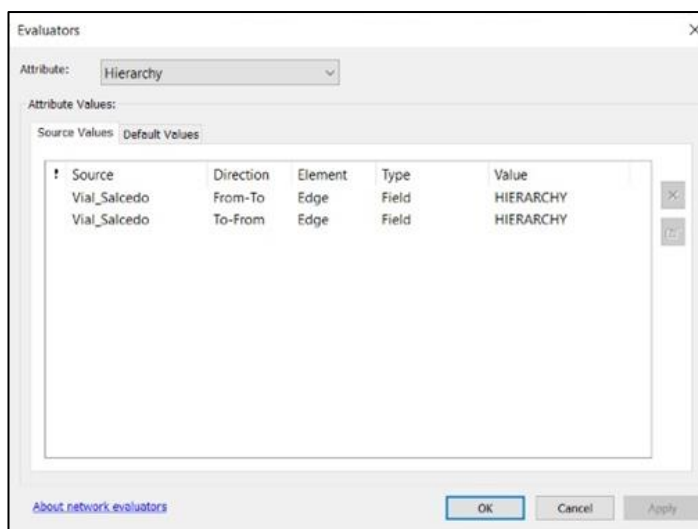 Evaluators
Attribute: Hierarchy
Attribute Values:
Source Values Default Values
! Source Direction Element Type Value
Vial_Salcedo From-To Edge Field HIERARCHY
Vial_Salcedo To-From Edge Field HIERARCHY
About network evaluators OK Cancel Apply